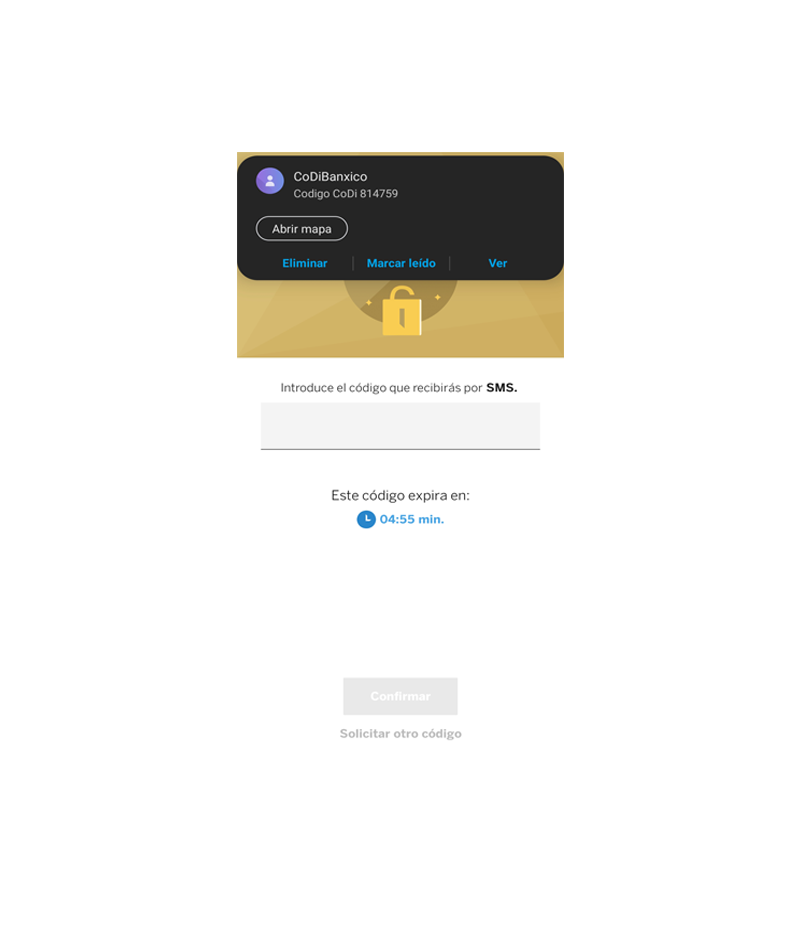 CoDiBanxico
Codigo CoDi 814759
Abrir mapa
Eliminar
Marcar leído
Ver
Introduce el código que recibirás por SMS.
Este código expira en:
04:55 min.
Confirmar
Solicitar otro código